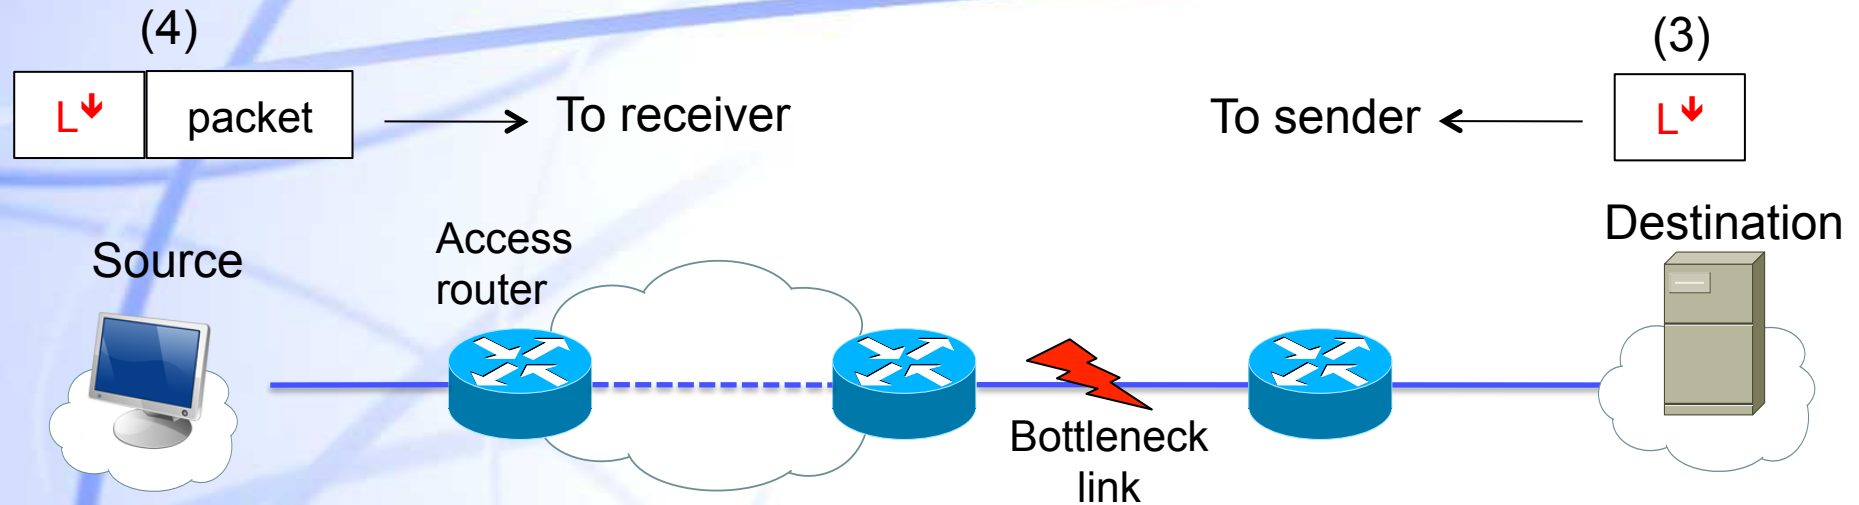 (4)
(3)
L🡻 packet
To receiver
To sender
L🡻
Source
Access
router
Destination
Bottleneck
link